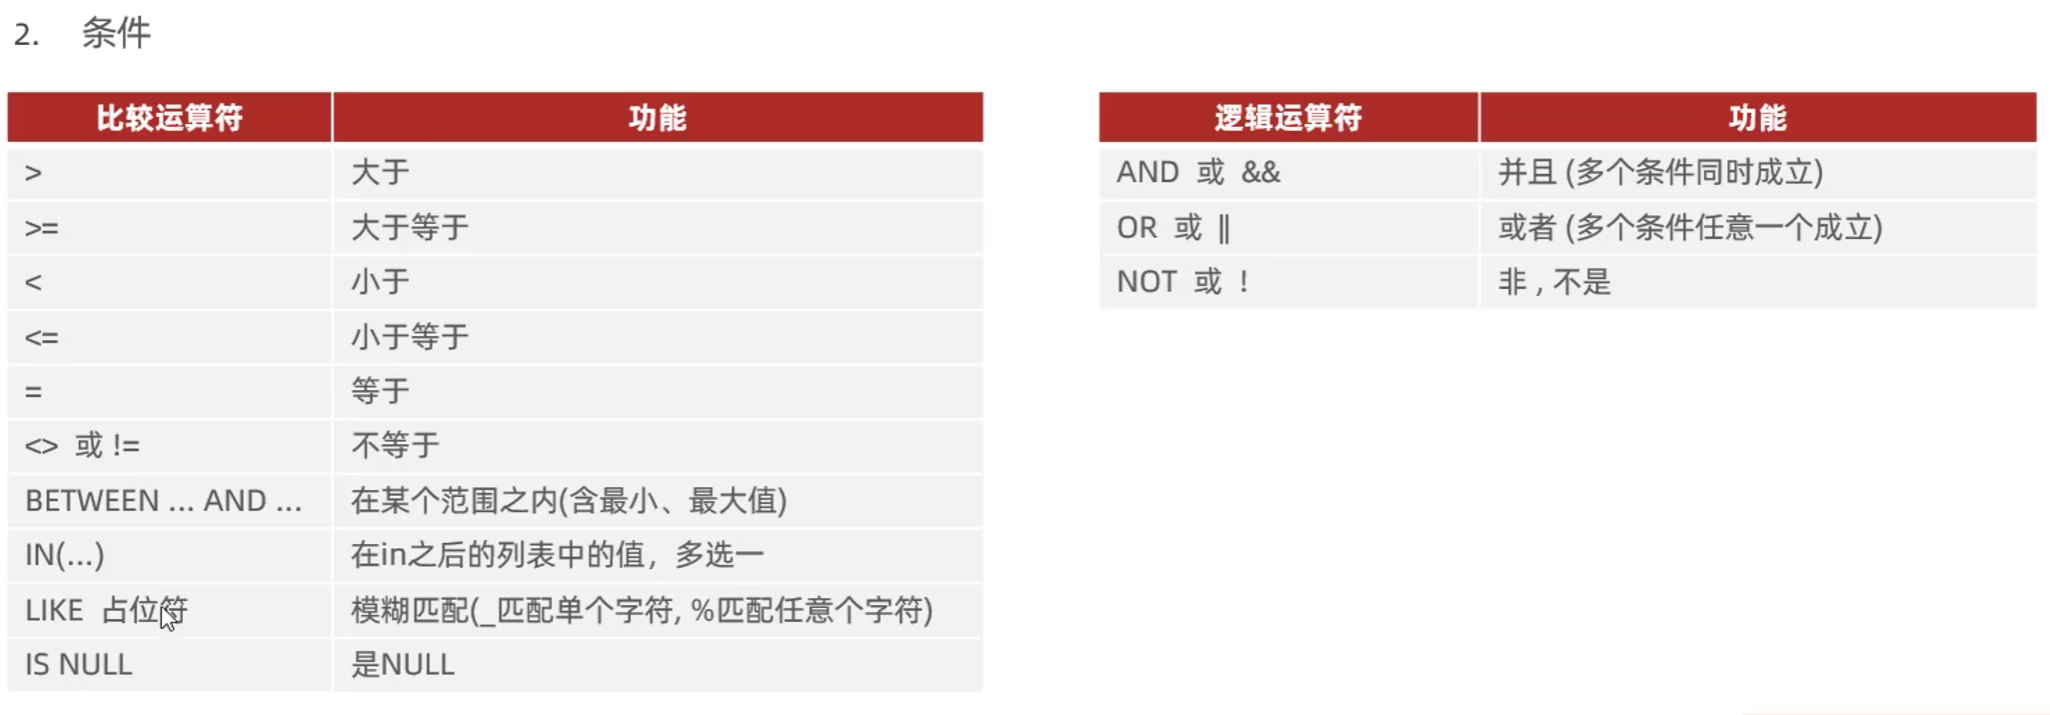 2. 条件
比较运算符 功能
> 大于
>= 大于等于
< 小于
<= 小于等于
= 等于
<> 或 != 不等于
BETWEEN ... AND ... 在某个范围之内(含最小、最大值)
IN(...) 在in之后的列表中的值，多选一
LIKE 占位符 模糊匹配(_匹配单个字符, %匹配任意个字符)
IS NULL 是NULL
逻辑运算符 功能
AND 或 && 并且 (多个条件同时成立)
OR 或 || 或者 (多个条件任意一个成立)
NOT 或 ! 非 , 不是